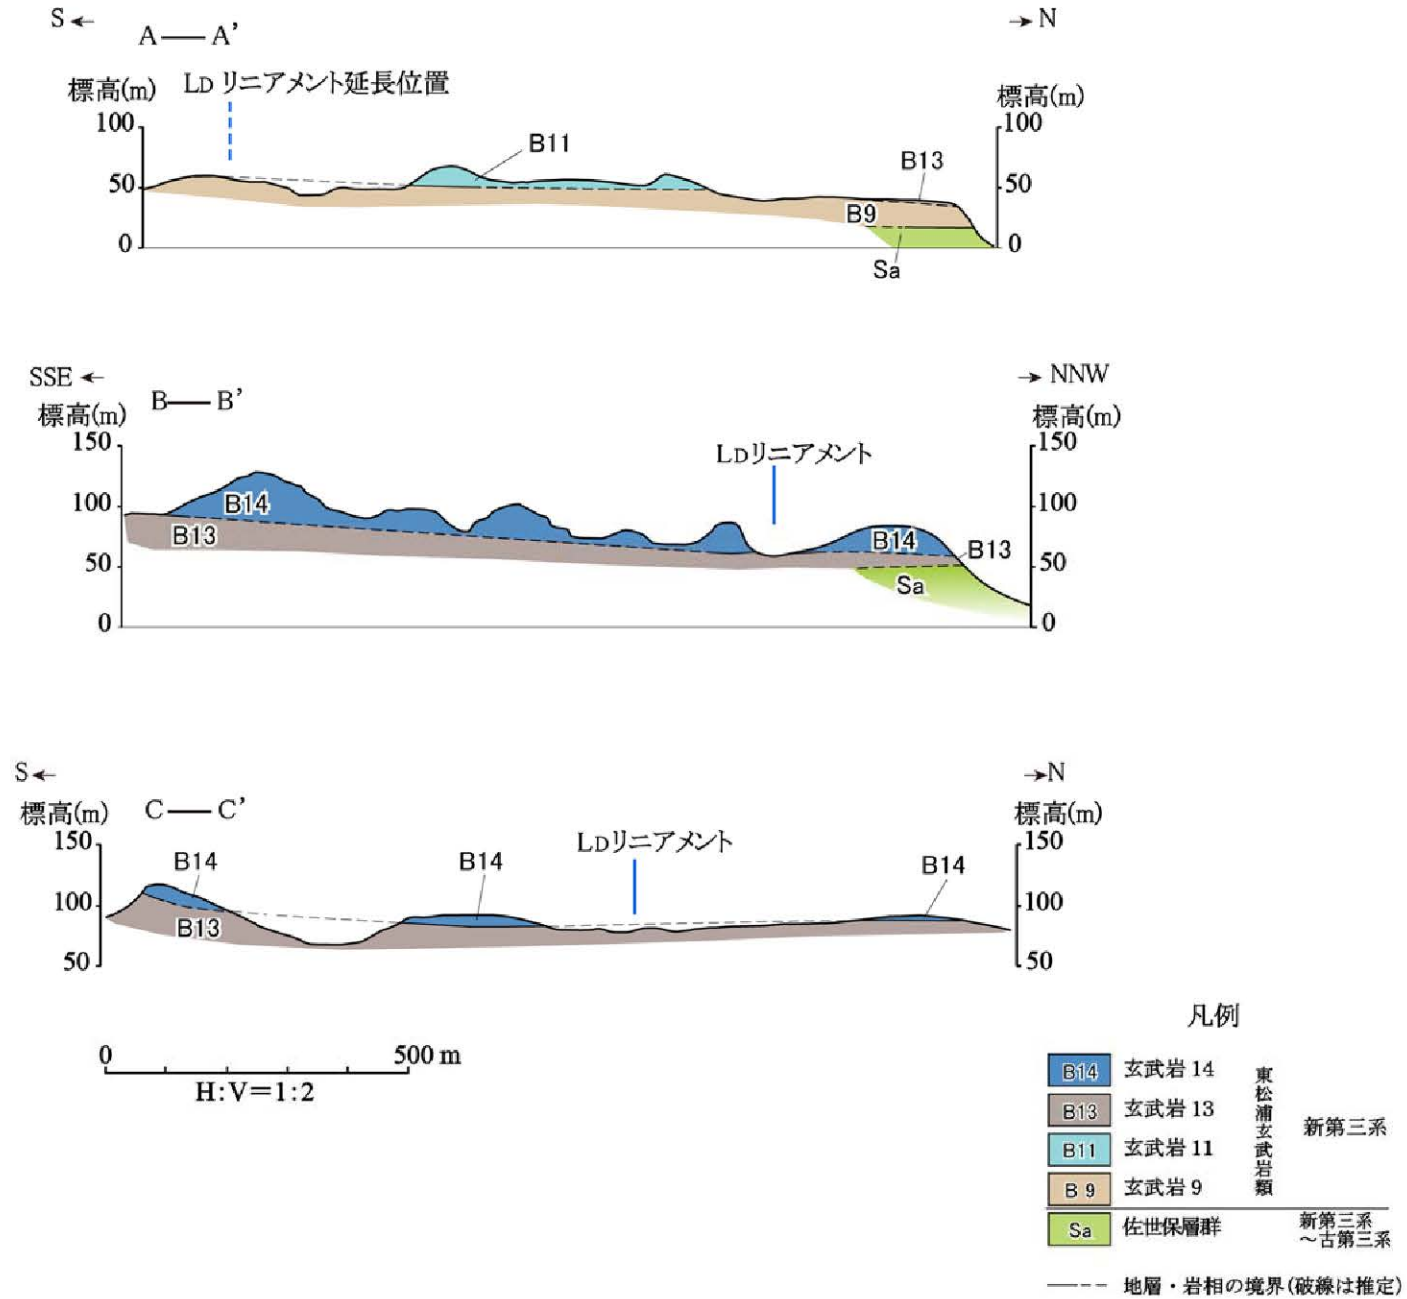 S ← → N
A — A’
LD リニアメント延長位置
標高(m) 標高(m)
100 100
B11
B13
50 50
B9
0 0
Sa
SSE ← → NNW
B — B’
標高(m) 標高(m)
150 150
LDリニアメント
100 100
B14
B13
B14
B13
50 50
Sa
0 0
S ← → N
C — C’
標高(m) 標高(m)
150 150
LDリニアメント
B14 B14 B14
100 100
B13
50 50
0 500 m
H:V=1:2
凡例
B14 玄武岩 14
B13 玄武岩 13
B11 玄武岩 11
B 9 玄武岩 9
東松浦玄武岩類
新第三系
Sa 佐世保層群
新第三系
～古第三系
地層・岩相の境界(破線は推定)